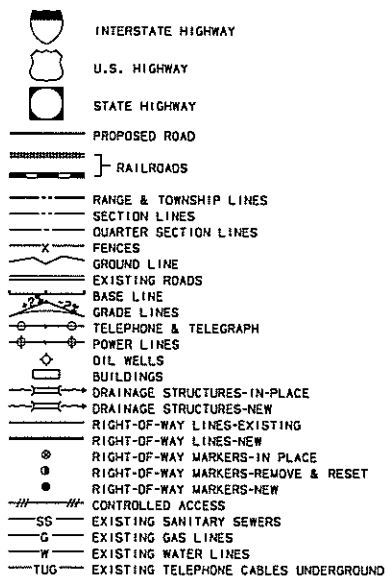 INTERSTATE HIGHWAY
U.S. HIGHWAY
STATE HIGHWAY
PROPOSED ROAD
RAILROADS
RANGE & TOWNSHIP LINES
SECTION LINES
QUARTER SECTION LINES
X FENCES
GROUND LINE
EXISTING ROADS
BASE LINE
+2% -2% GRADE LINES
TELEPHONE & TELEGRAPH
POWER LINES
OIL WELLS
BUILDINGS
DRAINAGE STRUCTURES-IN-PLACE
DRAINAGE STRUCTURES-NEW
RIGHT-OF-WAY LINES-EXISTING
RIGHT-OF-WAY LINES-NEW
RIGHT-OF-WAY MARKERS-IN PLACE
RIGHT-OF-WAY MARKERS-REMOVE & RESET
RIGHT-OF-WAY MARKERS-NEW
CONTROLLED ACCESS
SS EXISTING SANITARY SEWERS
G EXISTING GAS LINES
W EXISTING WATER LINES
TUG EXISTING TELEPHONE CABLES UNDERGROUND